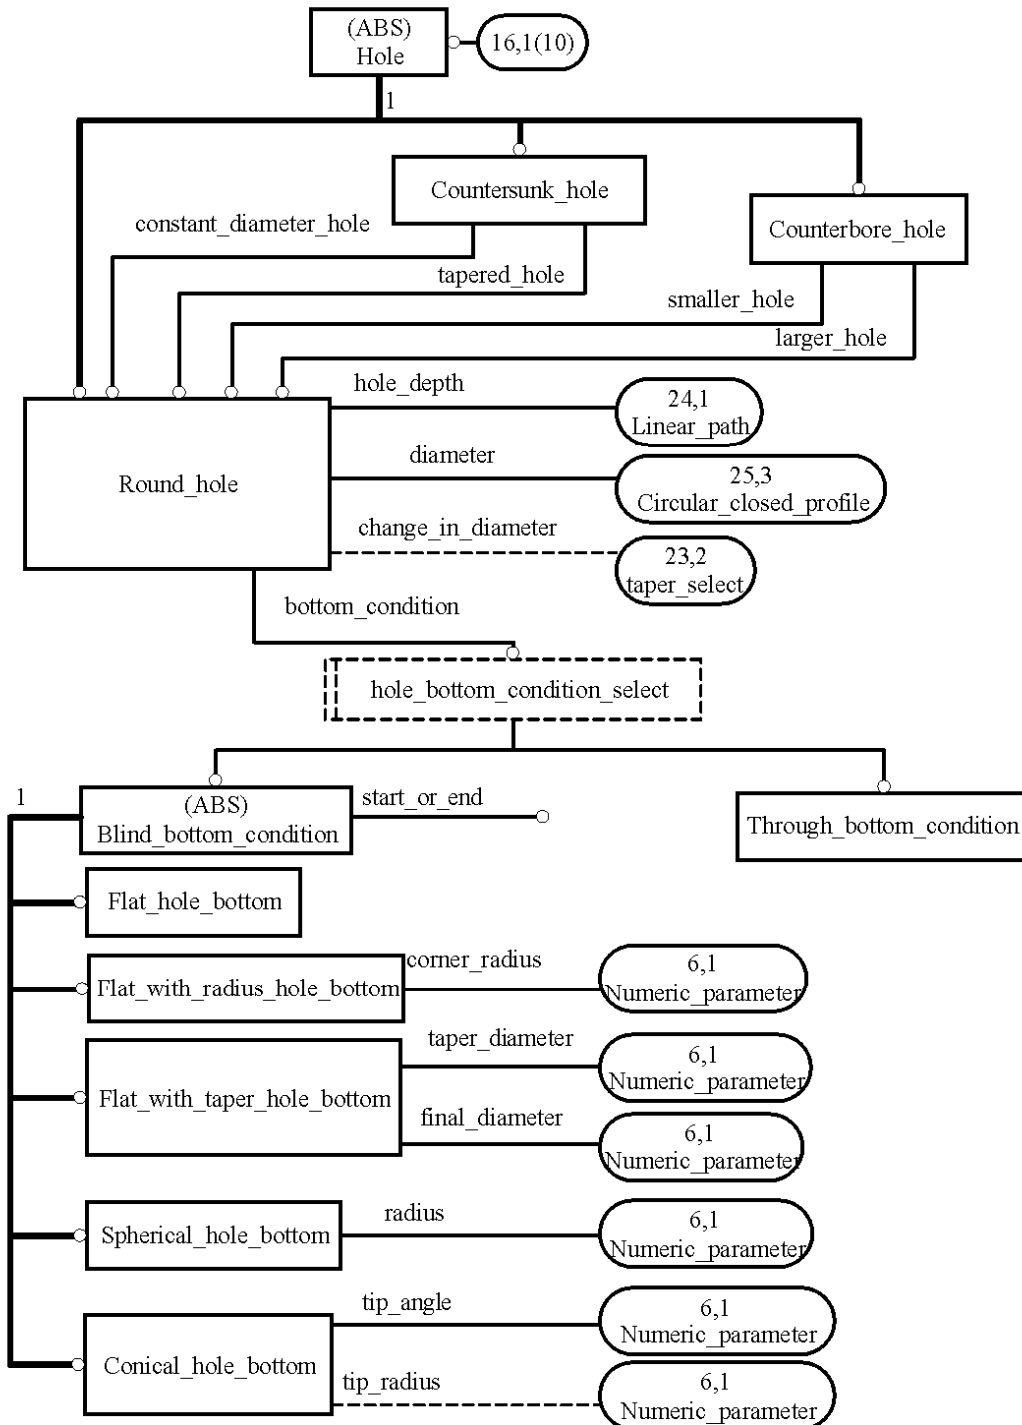 (ABS)
Hole
16,1(10)
1
Countersunk_hole
Counterbore_hole
constant_diameter_hole
tapered_hole
smaller_hole
larger_hole
hole_depth
24,1
Linear_path
Round_hole
diameter
25,3
Circular_closed_profile
change_in_diameter
23,2
taper_select
bottom_condition
hole_bottom_condition_select
1
(ABS)
Blind_bottom_condition
start_or_end
Through_bottom_condition
Flat_hole_bottom
Flat_with_radius_hole_bottom
corner_radius
6,1
Numeric_parameter
Flat_with_taper_hole_bottom
taper_diameter
6,1
Numeric_parameter
final_diameter
6,1
Numeric_parameter
Spherical_hole_bottom
radius
6,1
Numeric_parameter
Conical_hole_bottom
tip_angle
6,1
Numeric_parameter
tip_radius
6,1
Numeric_parameter